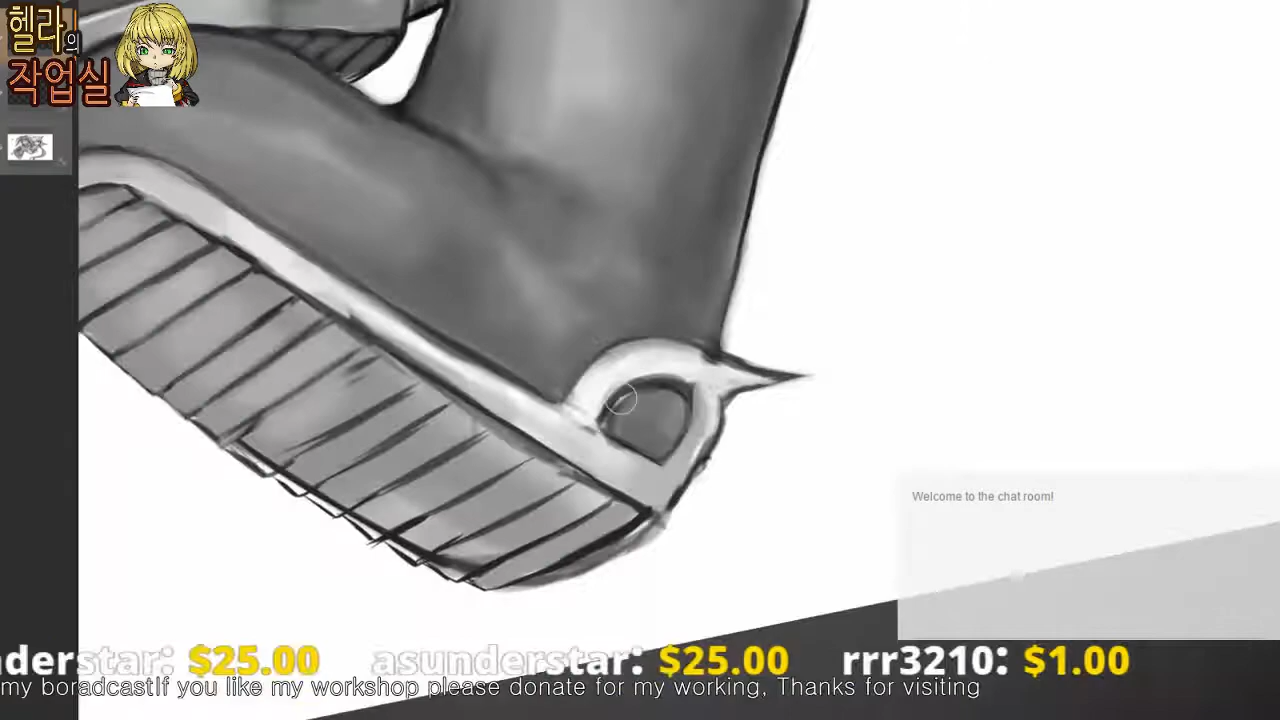 헬라의
작업실
Welcome to the chat room!
nderstar: $25.00 asunderstar: $25.00 rrr3210: $1.00
my boradcastIf you like my workshop please donate for my working, Thanks for visiting